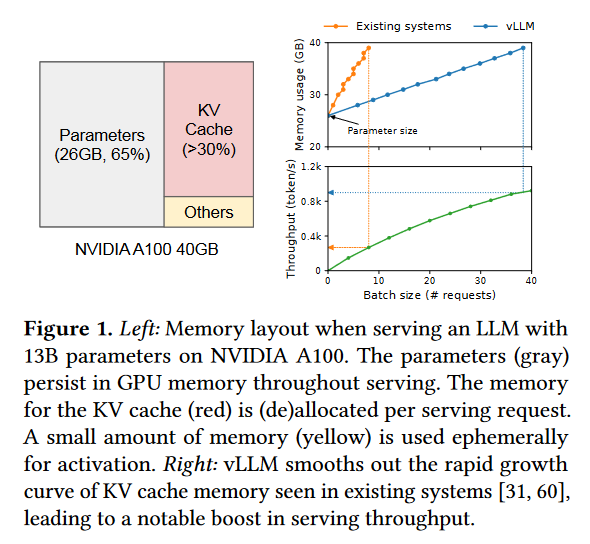 Existing systems
vLLM
Parameters
(26GB, 65%)
KV
Cache
(>30%)
Others
NVIDIA A100 40GB
Memory usage (GB)
40
30
20
Parameter size
Throughput (token/s)
1.2k
0.8k
0.4k
0
0
10
20
30
40
Batch size (# requests)
Figure 1. Left: Memory layout when serving an LLM with
13B parameters on NVIDIA A100. The parameters (gray)
persist in GPU memory throughout serving. The memory
for the KV cache (red) is (de)allocated per serving request.
A small amount of memory (yellow) is used ephemerally
for activation. Right: vLLM smooths out the rapid growth
curve of KV cache memory seen in existing systems [31, 60],
leading to a notable boost in serving throughput.